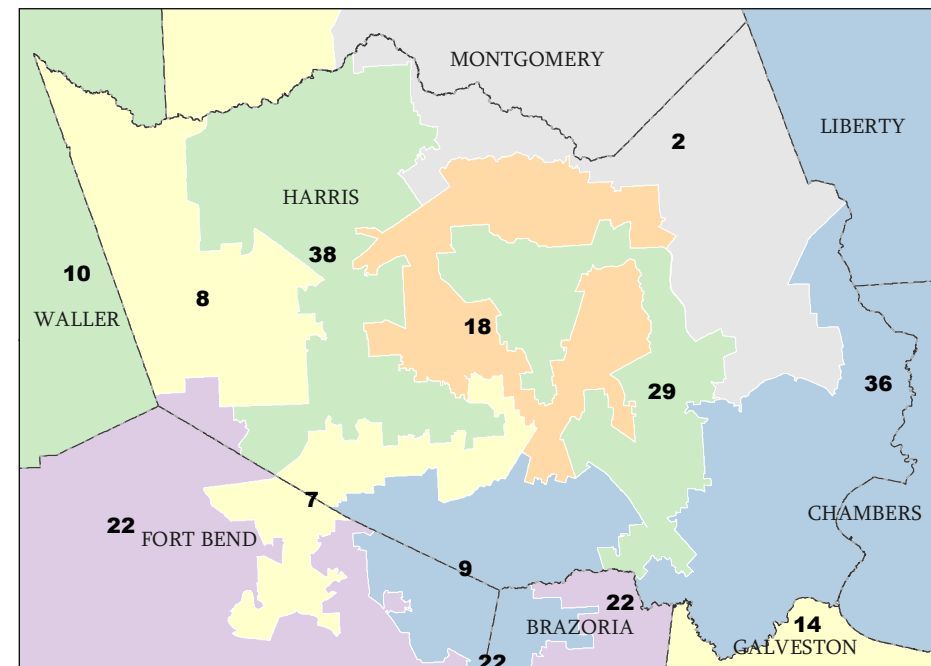 MONTGOMERY
2
LIBERTY
HARRIS
38
10
8
WALLER
18
29
36
7
CHAMBERS
22
FORT BEND
9
22
BRAZORIA
14
GALVESTON
22